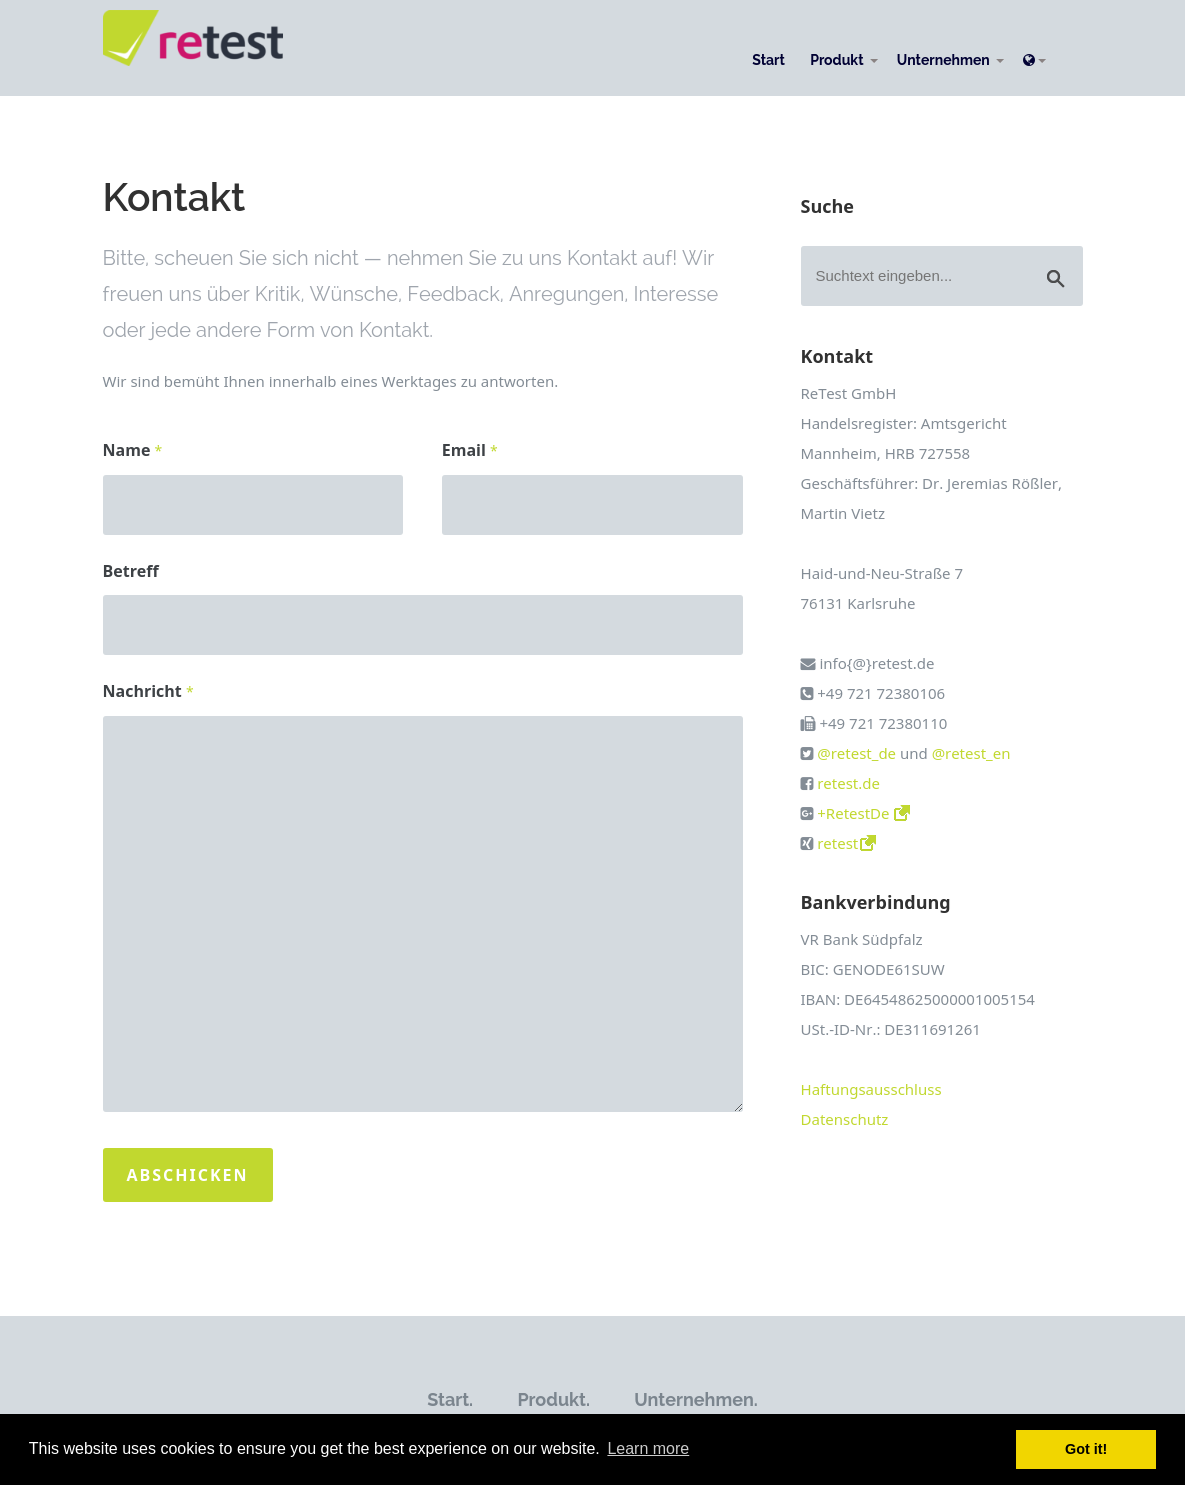 retest
Start Produkt Unternehmen
Kontakt
Bitte, scheuen Sie sich nicht — nehmen Sie zu uns Kontakt auf! Wir
freuen uns über Kritik, Wünsche, Feedback, Anregungen, Interesse
oder jede andere Form von Kontakt.
Wir sind bemüht Ihnen innerhalb eines Werktages zu antworten.
Name *
Email *
Betreff
Nachricht *
ABSCHICKEN
Suche
Suchtext eingeben...
Kontakt
ReTest GmbH
Handelsregister: Amtsgericht
Mannheim, HRB 727558
Geschäftsführer: Dr. Jeremias Rößler,
Martin Vietz
Haid-und-Neu-Straße 7
76131 Karlsruhe
info{@}retest.de
+49 721 72380106
+49 721 72380110
@retest_de und @retest_en
retest.de
+RetestDe
retest
Bankverbindung
VR Bank Südpfalz
BIC: GENODE61SUW
IBAN: DE64548625000001005154
USt.-ID-Nr.: DE311691261
Haftungsausschluss
Datenschutz
Start. Produkt. Unternehmen.
This website uses cookies to ensure you get the best experience on our website. Learn more
Got it!